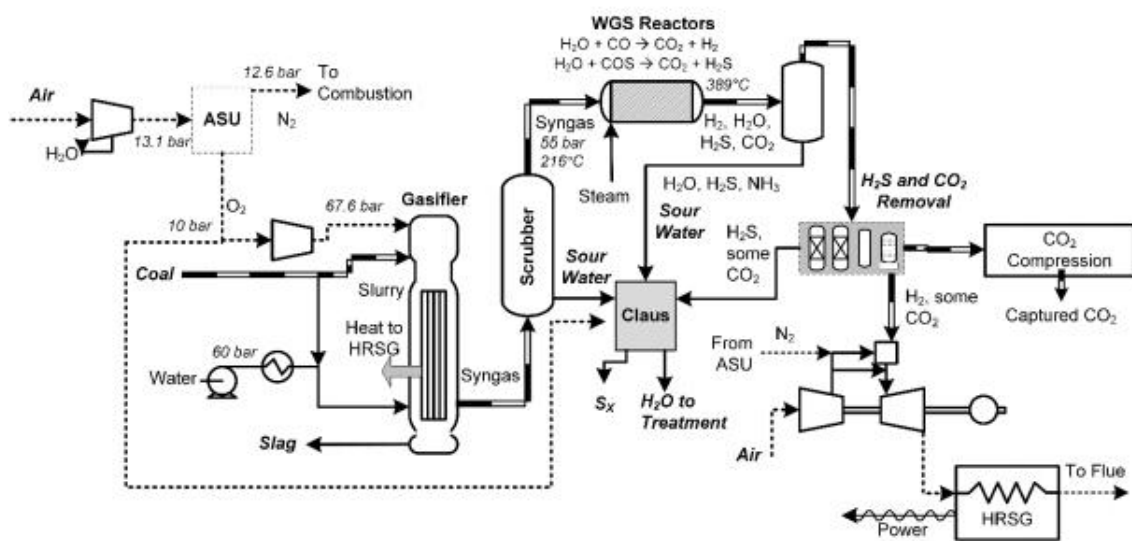 WGS Reactors
H₂O + CO → CO₂ + H₂
H₂O + COS → CO₂ + H₂S
389°C
12.6 bar
To
Combustion
N₂
Air
ASU
13.1 bar
H₂O
Syngas
55 bar
216°C
H₂, H₂O,
H₂S, CO₂
Steam
H₂O, H₂S, NH₃
Sour
Water
H₂S and CO₂
Removal
O₂
10 bar
67.6 bar
Gasifier
Coal
Slurry
Scrubber
Sour
Water
H₂S,
some
CO₂
CO₂
Compression
Captured CO₂
H₂, some
CO₂
Claus
Heat to
HRSG
60 bar
Water
Syngas
Slag
Sₓ
H₂O to
Treatment
From
ASU
N₂
Air
To Flue
HRSG
Power